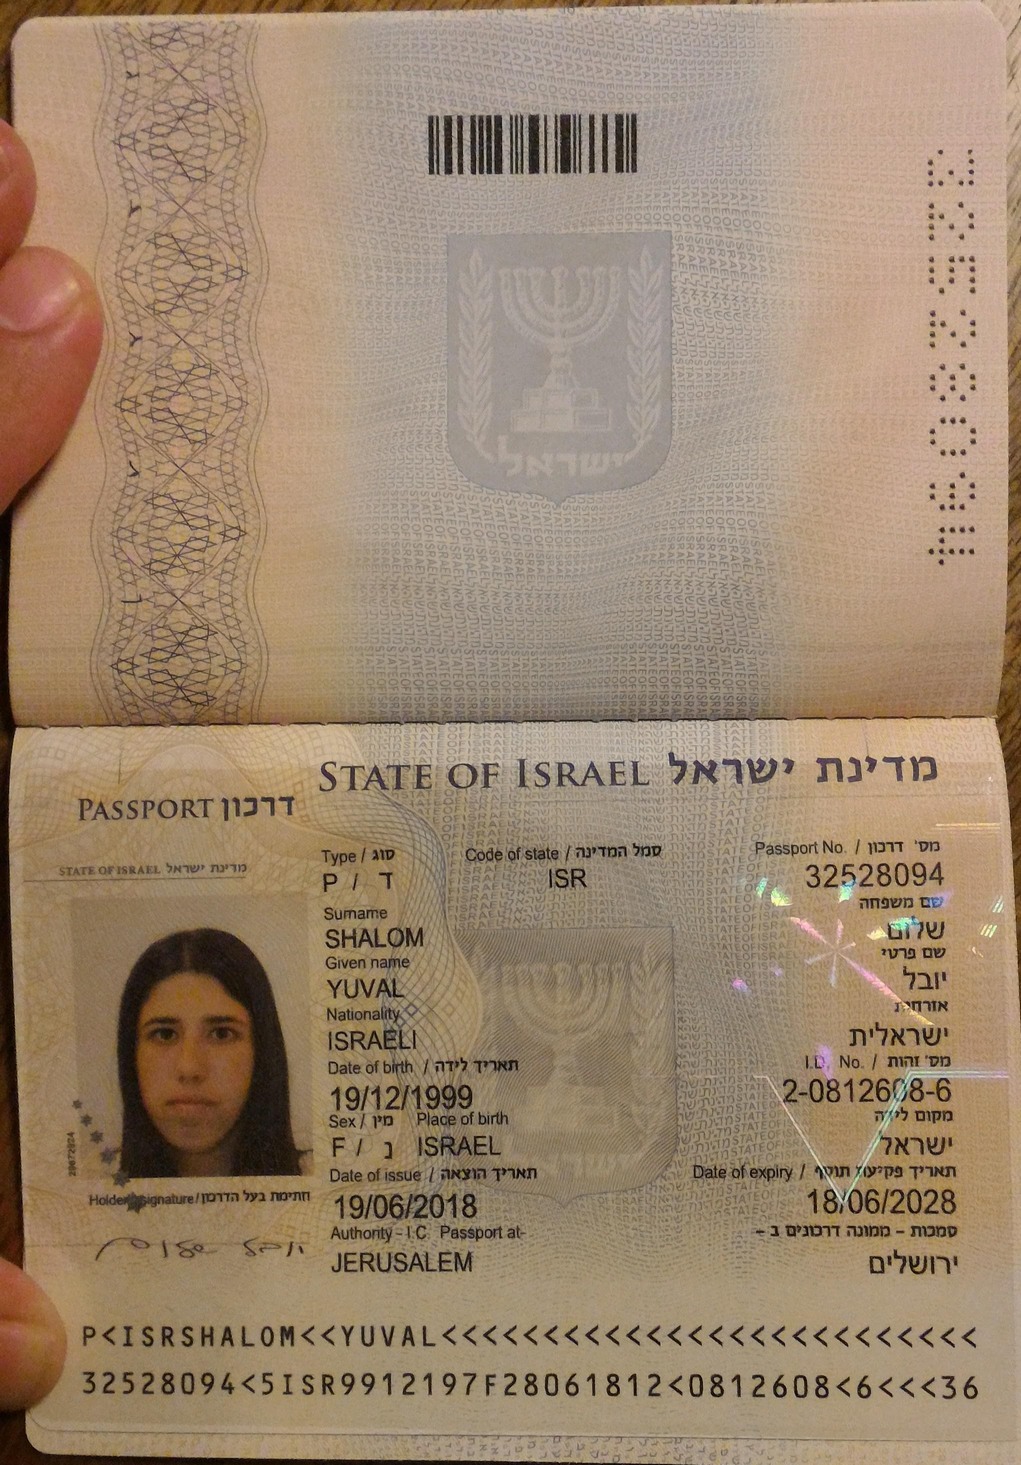 ישראל
STATE OF ISRAEL מדינת ישראל
PASSPORT דרכון
STATE OF ISRAEL מדינת ישראל
Type / סוג Code of state / סמל המדינה Passport No. / מס' דרכון
P / ד ISR 32528094
Surname שם משפחה
SHALOM שלום
Given name שם פרטי
YUVAL יובל
Nationality אזרחות
ISRAELI ישראלית
Date of birth / תאריך לידה I.D. No. / מס' זהות
19/12/1999 2-0812608-6
Sex / מין Place of birth מקום לידה
F / נ ISRAEL ישראל
Date of issue / תאריך הוצאה Date of expiry / תאריך פקיעת תוקף
19/06/2018 18/06/2028
Authority - I.C. Passport at- סמכות - ממונה דרכונים ב -
JERUSALEM ירושלים
Holder's signature / חתימת בעל הדרכון
יובל שלום
P<ISRSHALOM<<YUVAL<<<<<<<<<<<<<<<<<<<<<<<<<<
32528094<5ISR9912197F28061812<0812608<6<<<36